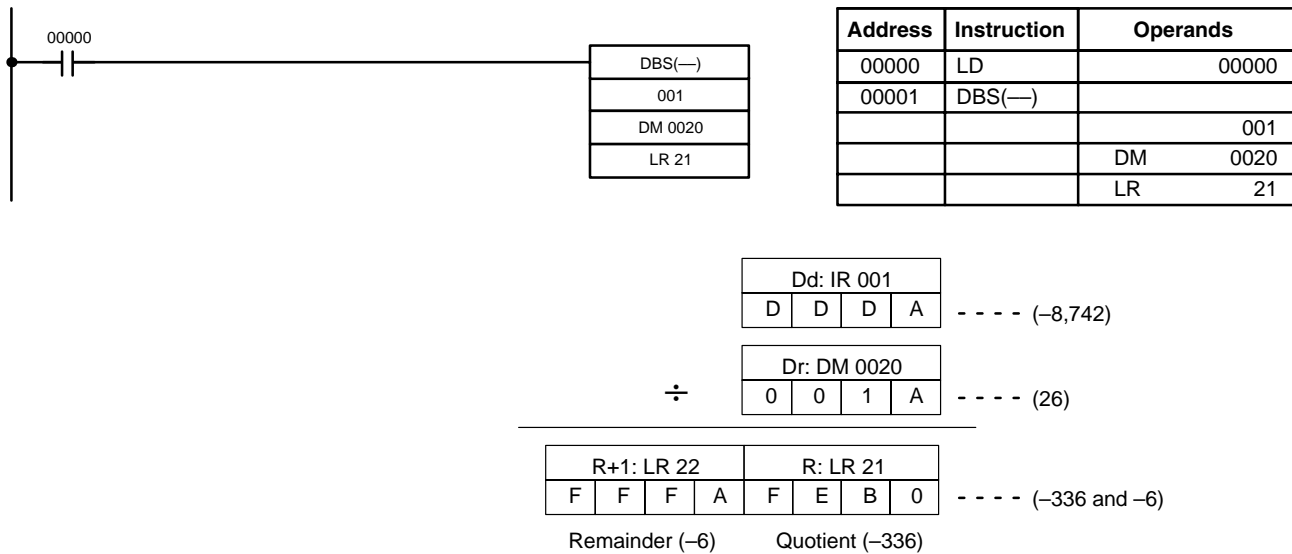 00000
DBS(—)
001
DM 0020
LR 21
Address Instruction Operands
00000 LD 00000
00001 DBS(—)
001
DM 0020
LR 21
Dd: IR 001
D D D A - - - - (–8,742)
Dr: DM 0020
÷ 0 0 1 A - - - - (26)
R+1: LR 22 R: LR 21
F F F A F E B 0 - - - - (–336 and –6)
Remainder (–6) Quotient (–336)